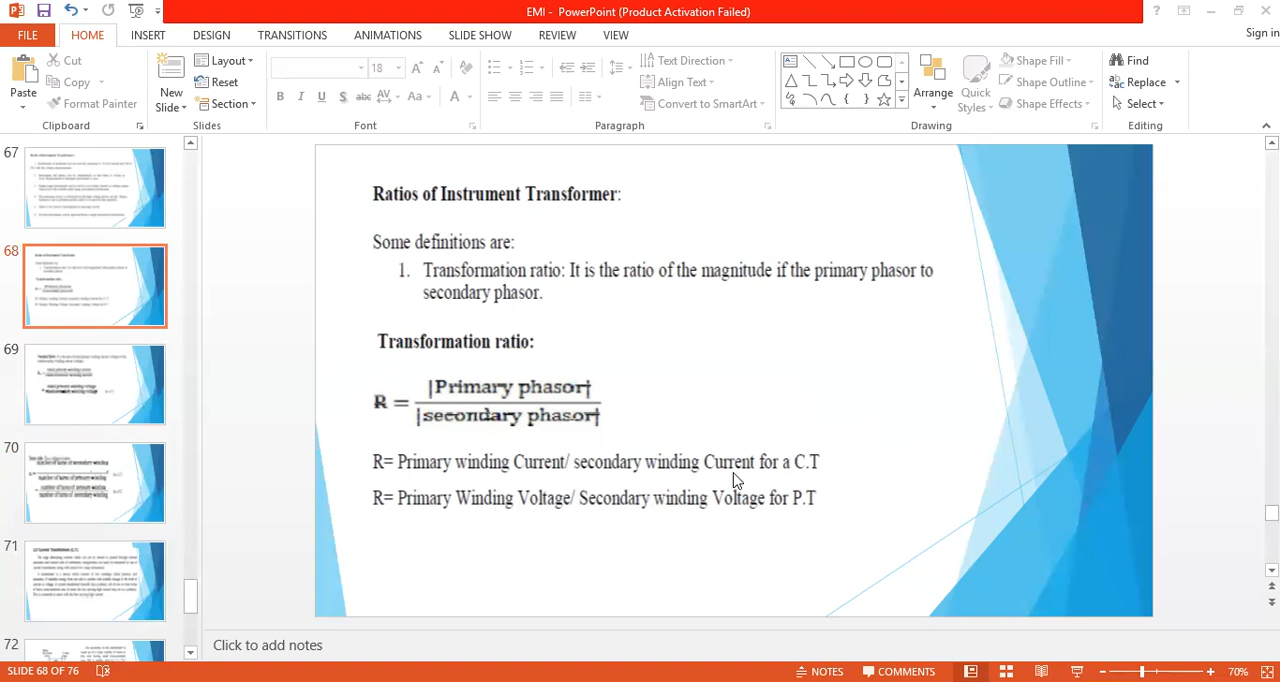 EMI - PowerPoint (Product Activation Failed)
FILE HOME INSERT DESIGN TRANSITIONS ANIMATIONS SLIDE SHOW REVIEW VIEW Sign in
Paste
Cut
Copy
Format Painter
Clipboard
New Slide
Layout
Reset
Section
Slides
18
B I U S abc AV Aa A
Font
Text Direction
Align Text
Convert to SmartArt
Paragraph
Arrange
Quick Styles
Shape Fill
Shape Outline
Shape Effects
Drawing
Find
Replace
Select
Editing
67
68
69
70
71
72
Ratios of Instrument Transformer:
Some definitions are:
1. Transformation ratio: It is the ratio of the magnitude if the primary phasor to
secondary phasor.
Transformation ratio:
R = |Primary phasor|
|secondary phasor|
R= Primary winding Current/ secondary winding Current for a C.T
R= Primary Winding Voltage/ Secondary winding Voltage for P.T
Click to add notes
SLIDE 68 OF 76 NOTES COMMENTS 70%